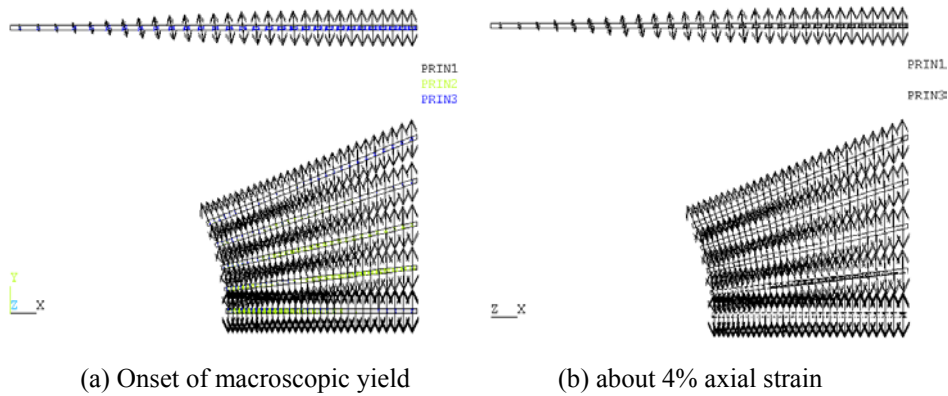 PRIN1
PRIN2
PRIN3
Y
Z X
(a) Onset of macroscopic yield
PRIN1
PRIN3
Z X
(b) about 4% axial strain